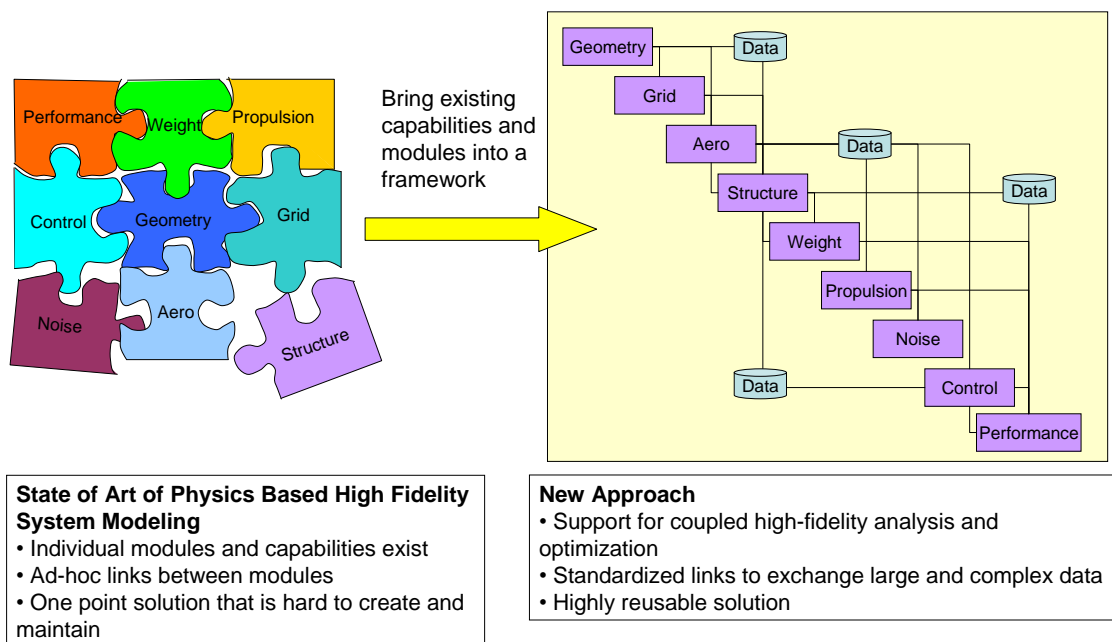 Performance
Weight
Propulsion
Control
Geometry
Grid
Noise
Aero
Structure
Bring existing
capabilities and
modules into a
framework
Geometry
Data
Grid
Aero
Data
Structure
Data
Weight
Propulsion
Noise
Data
Control
Performance
State of Art of Physics Based High Fidelity
System Modeling
• Individual modules and capabilities exist
• Ad-hoc links between modules
• One point solution that is hard to create and
maintain
New Approach
• Support for coupled high-fidelity analysis and
optimization
• Standardized links to exchange large and complex data
• Highly reusable solution